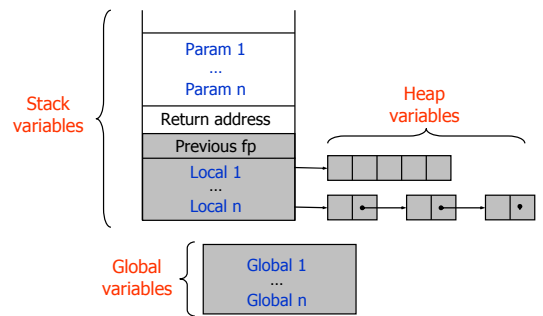 Param 1
...
Param n
Stack
variables
Return address
Previous fp
Local 1
...
Local n
Heap
variables
Global
variables
Global 1
...
Global n